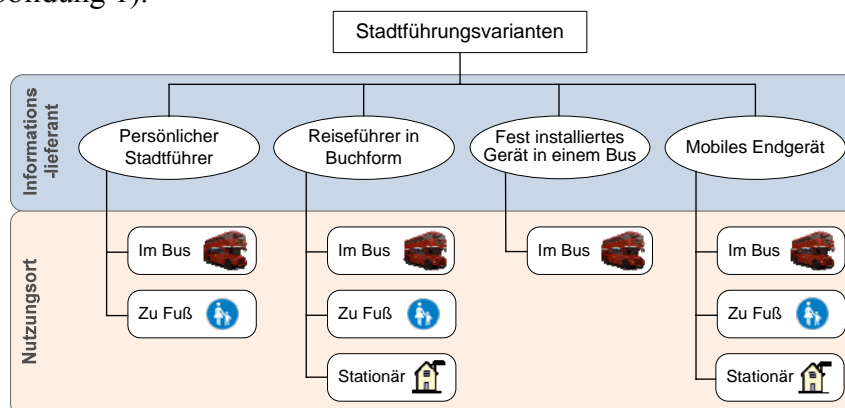 bbildung 1).
Stadtführungsvarianten
Informations
-lieferant
Persönlicher
Stadtführer
Reiseführer in
Buchform
Fest installiertes
Gerät in einem Bus
Mobiles Endgerät
Nutzungsort
Im Bus
Im Bus
Im Bus
Im Bus
Zu Fuß
Zu Fuß
Zu Fuß
Stationär
Stationär